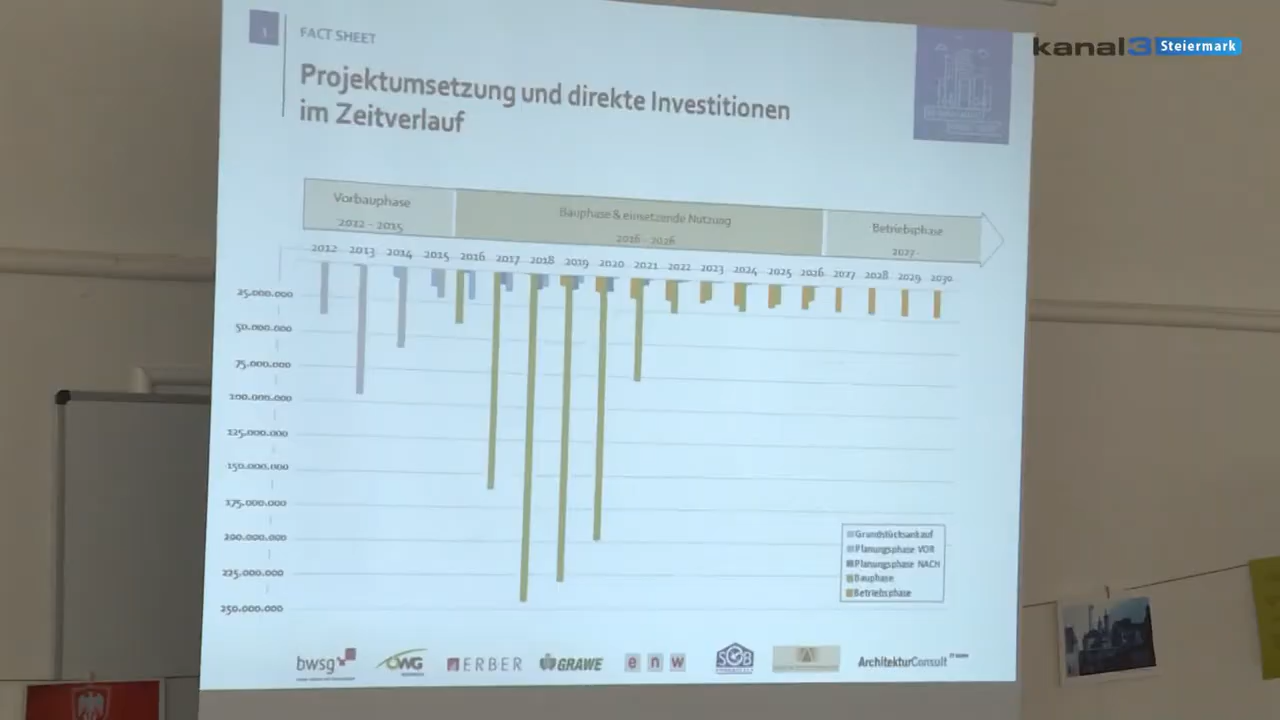 kanal3 Steiermark
1
FACT SHEET
Projektumsetzung und direkte Investitionen
im Zeitverlauf
Vorbauphase
2012 - 2015
Bauphase & einsetzende Nutzung
2016 - 2026
Betriebsphase
2027-
2012 2013 2014 2015 2016 2017 2018 2019 2020 2021 2022 2023 2024 2025 2026 2027 2028 2029 2030
25.000.000
50.000.000
75.000.000
100.000.000
125.000.000
150.000.000
175.000.000
200.000.000
225.000.000
250.000.000
Grundstücksankauf
Planungsphase VOR
Planungsphase NACH
Bauphase
Betriebsphase
bwsg
ÖWG
ERBER
GRAWE
enw
SGB
ArchitekturConsult